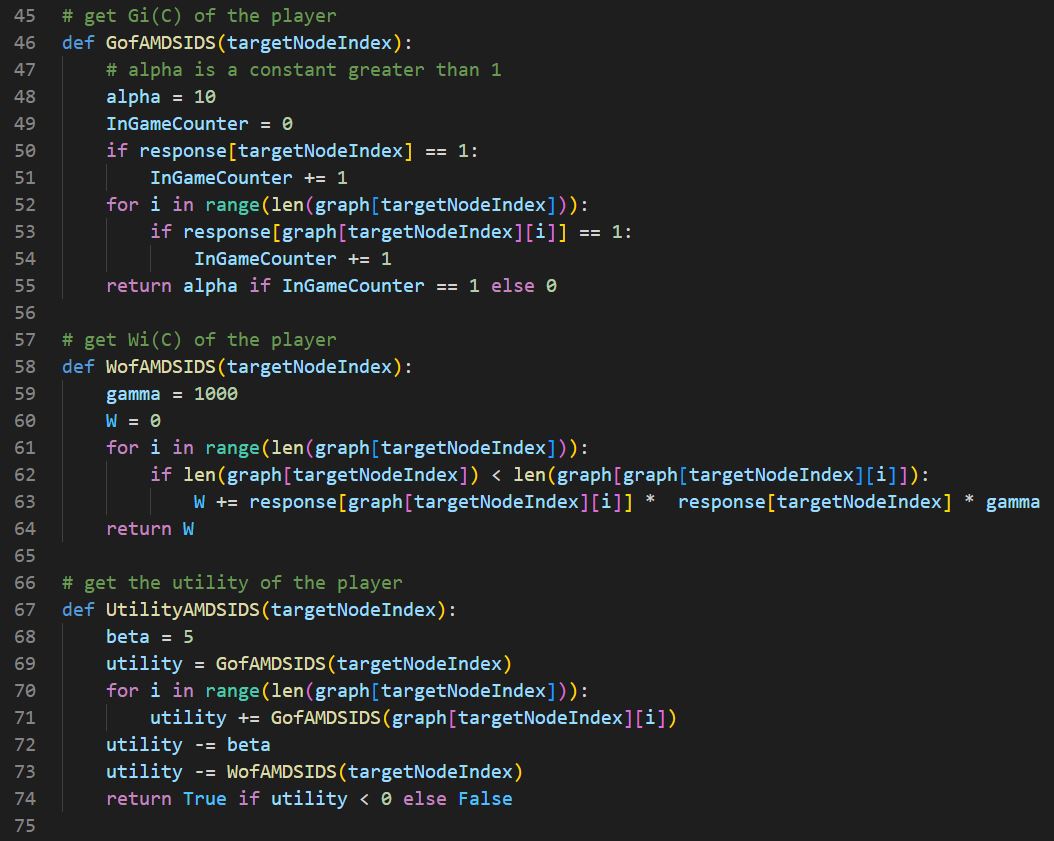 45 # get Gi(C) of the player
46 def GofAMDSIDS(targetNodeIndex):
47     # alpha is a constant greater than 1
48     alpha = 10
49     InGameCounter = 0
50     if response[targetNodeIndex] == 1:
51         InGameCounter += 1
52     for i in range(len(graph[targetNodeIndex])):
53         if response[graph[targetNodeIndex][i]] == 1:
54             InGameCounter += 1
55     return alpha if InGameCounter == 1 else 0
56
57 # get Wi(C) of the player
58 def WofAMDSIDS(targetNodeIndex):
59     gamma = 1000
60     W = 0
61     for i in range(len(graph[targetNodeIndex])):
62         if len(graph[targetNodeIndex]) < len(graph[graph[targetNodeIndex][i]]):
63             W += response[graph[targetNodeIndex][i]] *  response[targetNodeIndex] * gamma
64     return W
65
66 # get the utility of the player
67 def UtilityAMDSIDS(targetNodeIndex):
68     beta = 5
69     utility = GofAMDSIDS(targetNodeIndex)
70     for i in range(len(graph[targetNodeIndex])):
71         utility += GofAMDSIDS(graph[targetNodeIndex][i])
72     utility -= beta
73     utility -= WofAMDSIDS(targetNodeIndex)
74     return True if utility < 0 else False
75